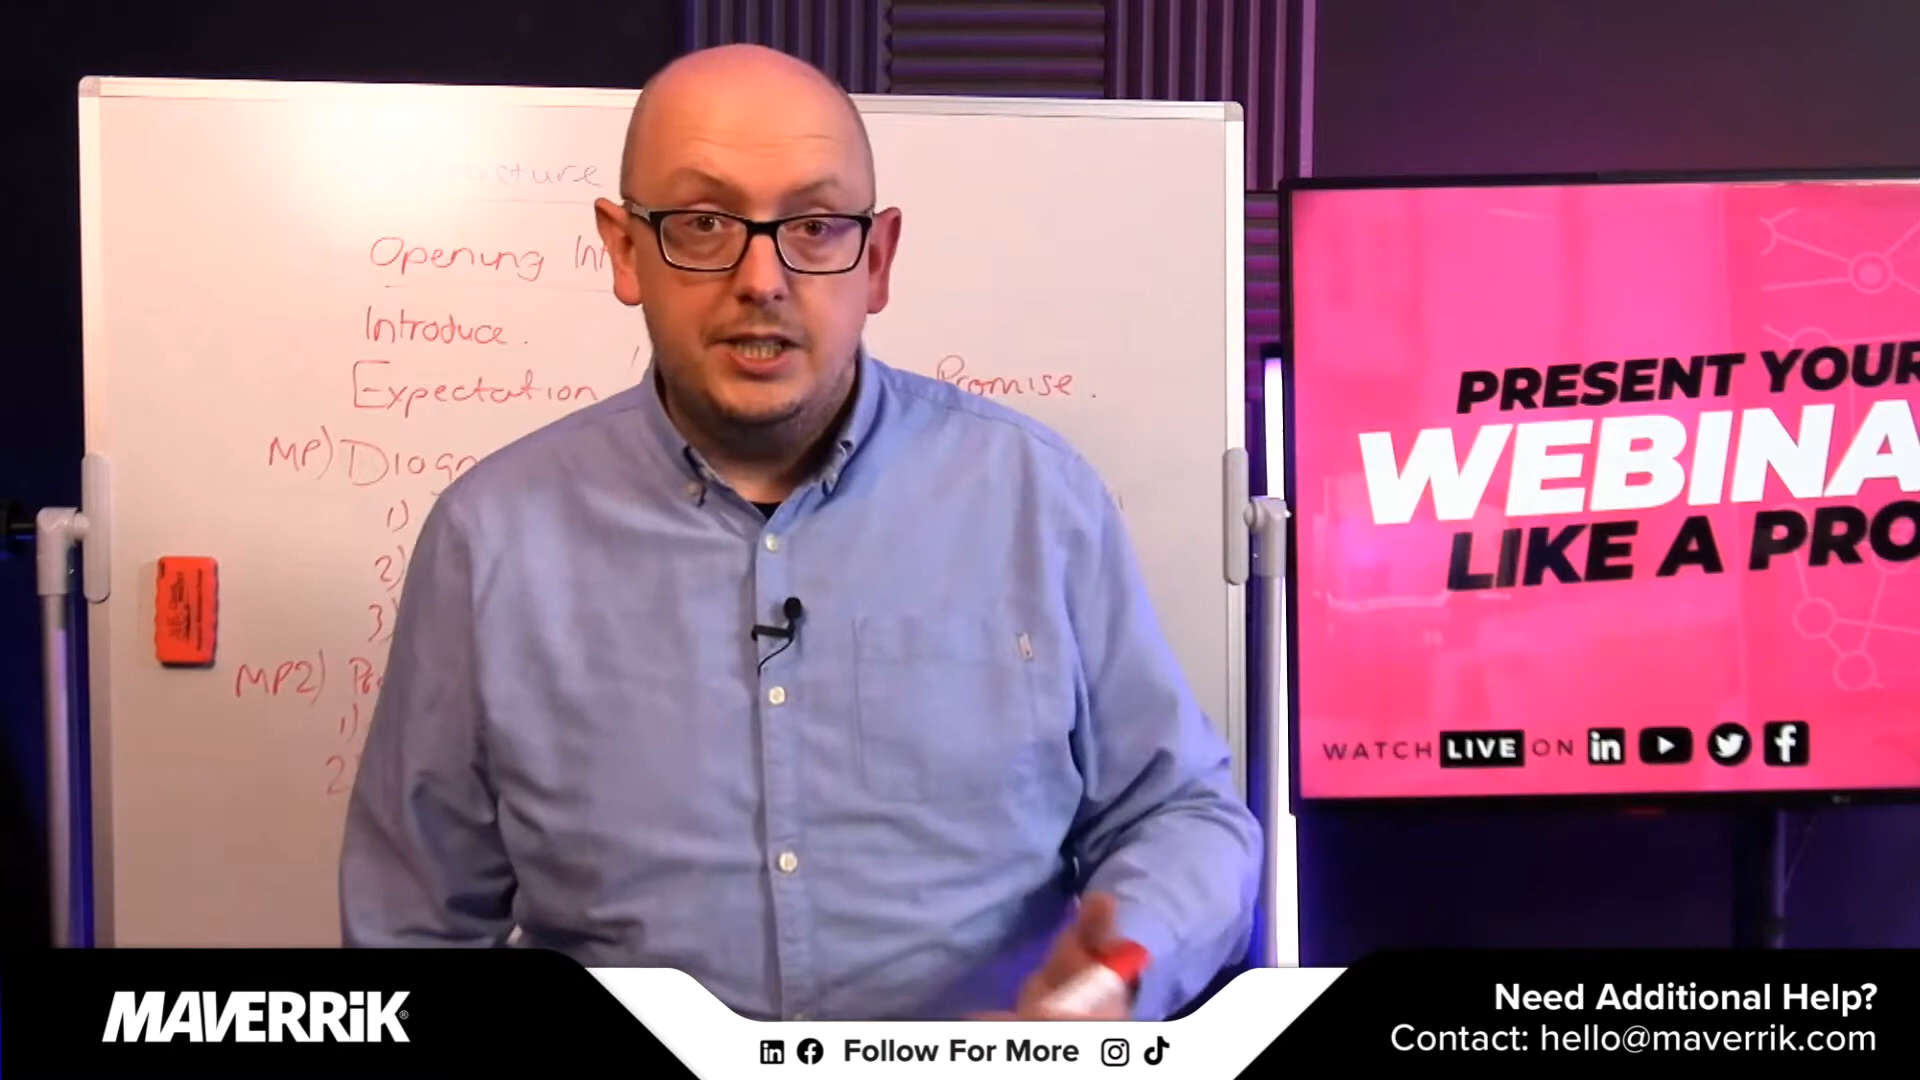 Opening
Introduce.
Expectation Promise.
MP)
1)
2)
3)
MP2)
1)
2)
PRESENT YOUR
WEBINA
LIKE A PRO
WATCH LIVE ON in
MAVERRiK®
Follow For More
Need Additional Help?
Contact: hello@maverrik.com